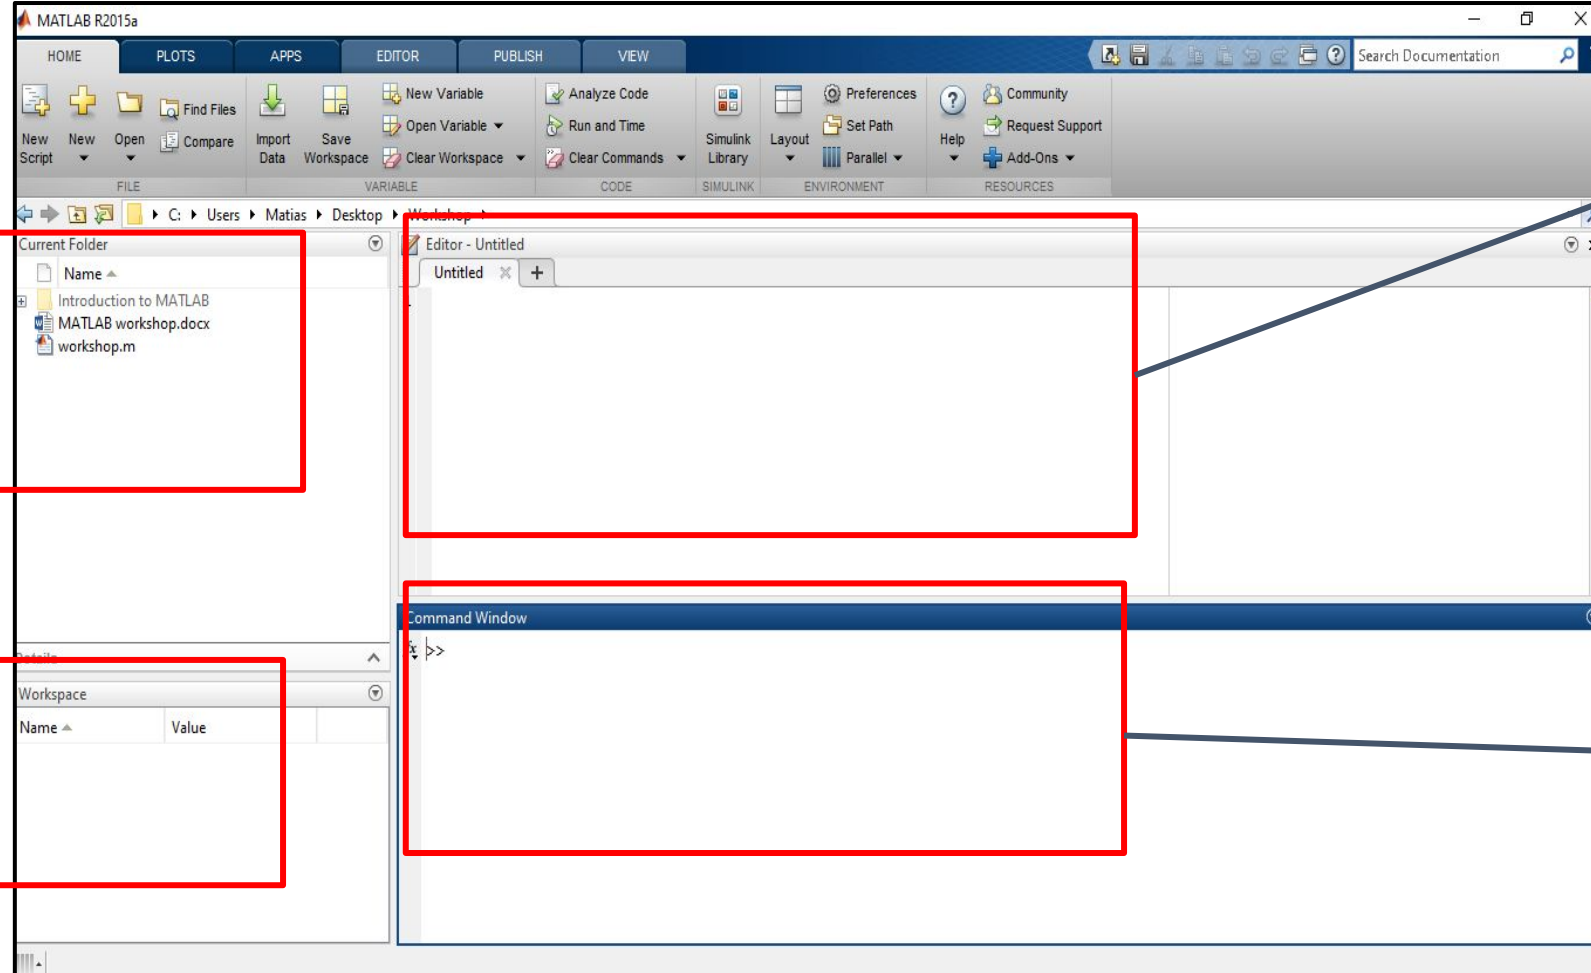 MATLAB R2015a
HOME PLOTS APPS EDITOR PUBLISH VIEW
Search Documentation
New Script
New
Open
Find Files
Compare
Import Data
Save Workspace
New Variable
Open Variable
Clear Workspace
Analyze Code
Run and Time
Clear Commands
Simulink Library
Layout
Preferences
Set Path
Parallel
Help
Community
Request Support
Add-Ons
FILE VARIABLE CODE SIMULINK ENVIRONMENT RESOURCES
C: Users Matias Desktop Workshop
Current Folder
Name
Introduction to MATLAB
MATLAB workshop.docx
workshop.m
Details
Workspace
Name Value
Editor - Untitled
Untitled +
Command Window
fx >>